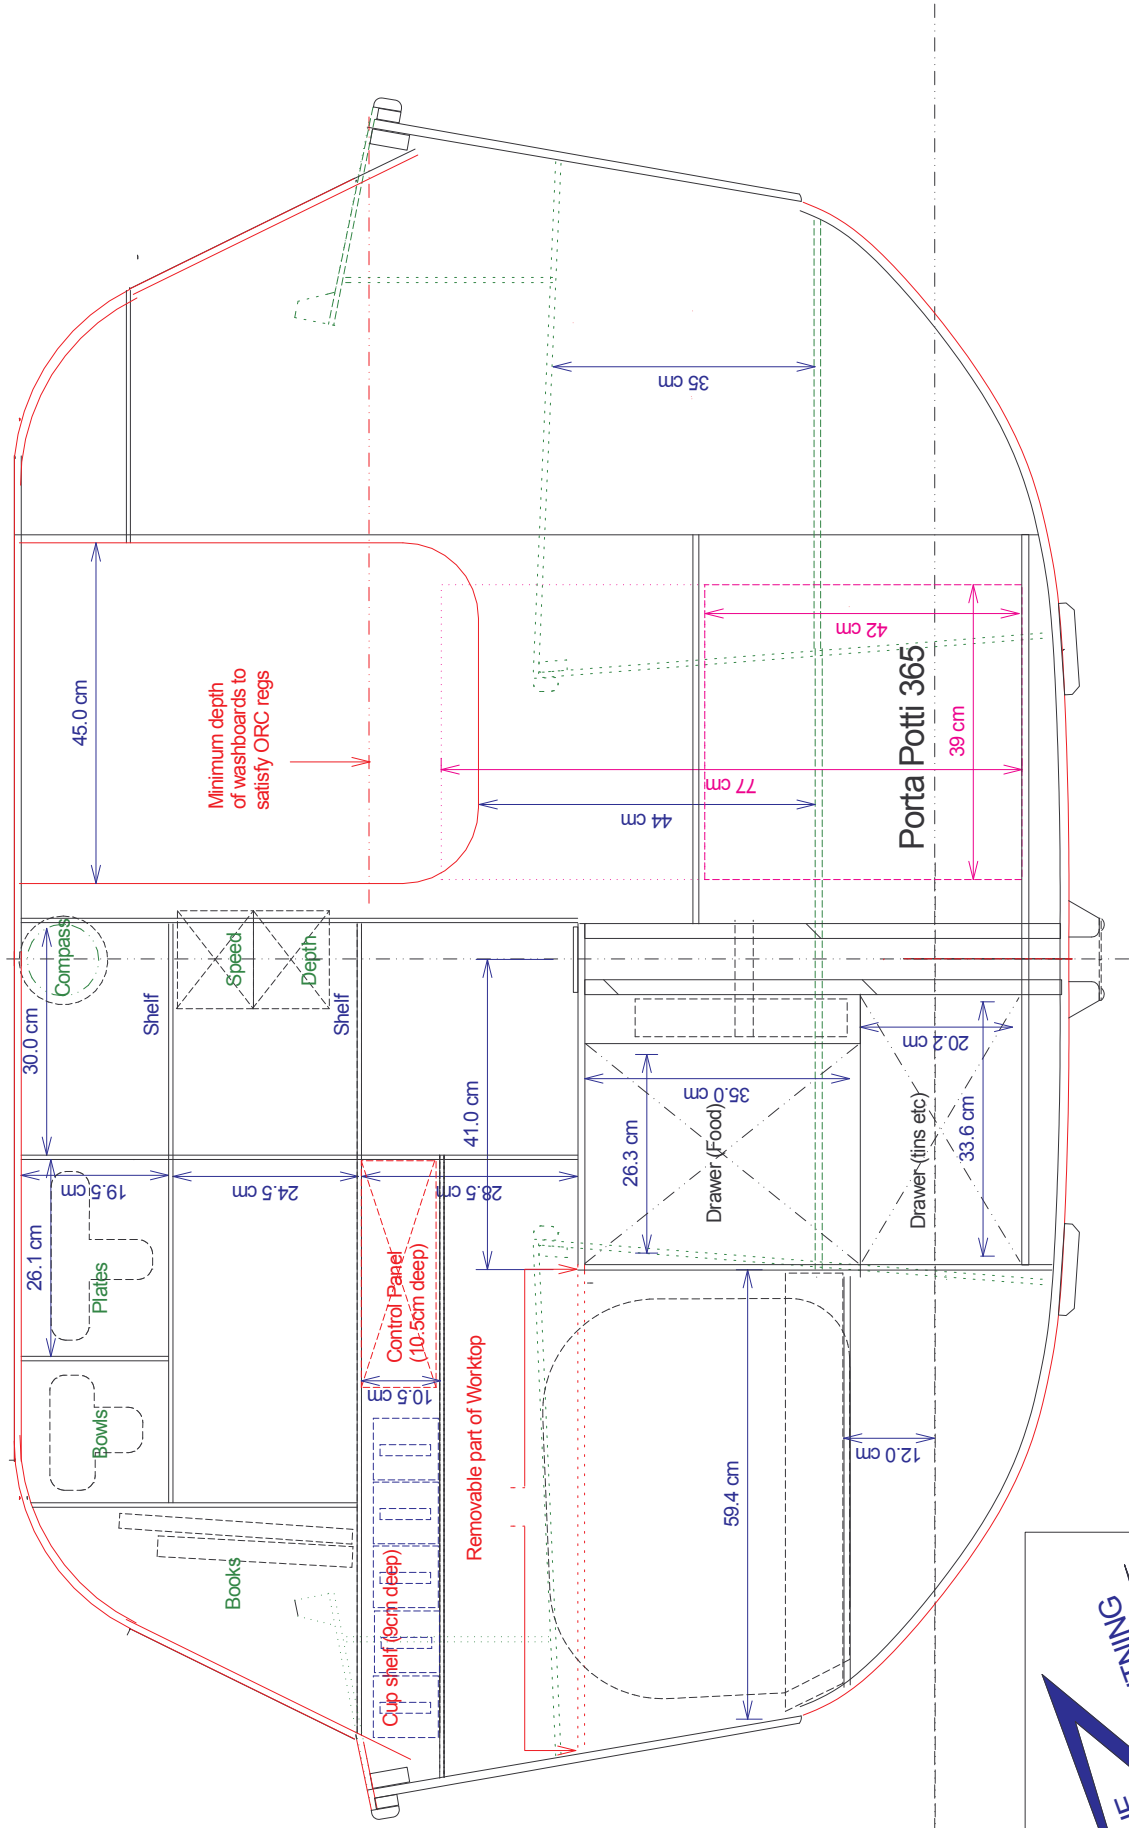 45.0 cm
Minimum depth
of washboards to
satisfy ORC regs
35 cm
44 cm
77 cm
42 cm
39 cm
Porta Potti 365
Compass
Speed
Depth
Shelf
Shelf
30.0 cm
41.0 cm
19.5 cm
24.5 cm
28.5 cm
26.1 cm
Plates
Bowls
Books
Control Panel
(10.5cm deep)
10.5 cm
Cup shelf (9cm deep)
Removable part of Worktop
35.0 cm
26.3 cm
Drawer (Food)
20.2 cm
33.6 cm
Drawer (tins etc)
59.4 cm
12.0 cm